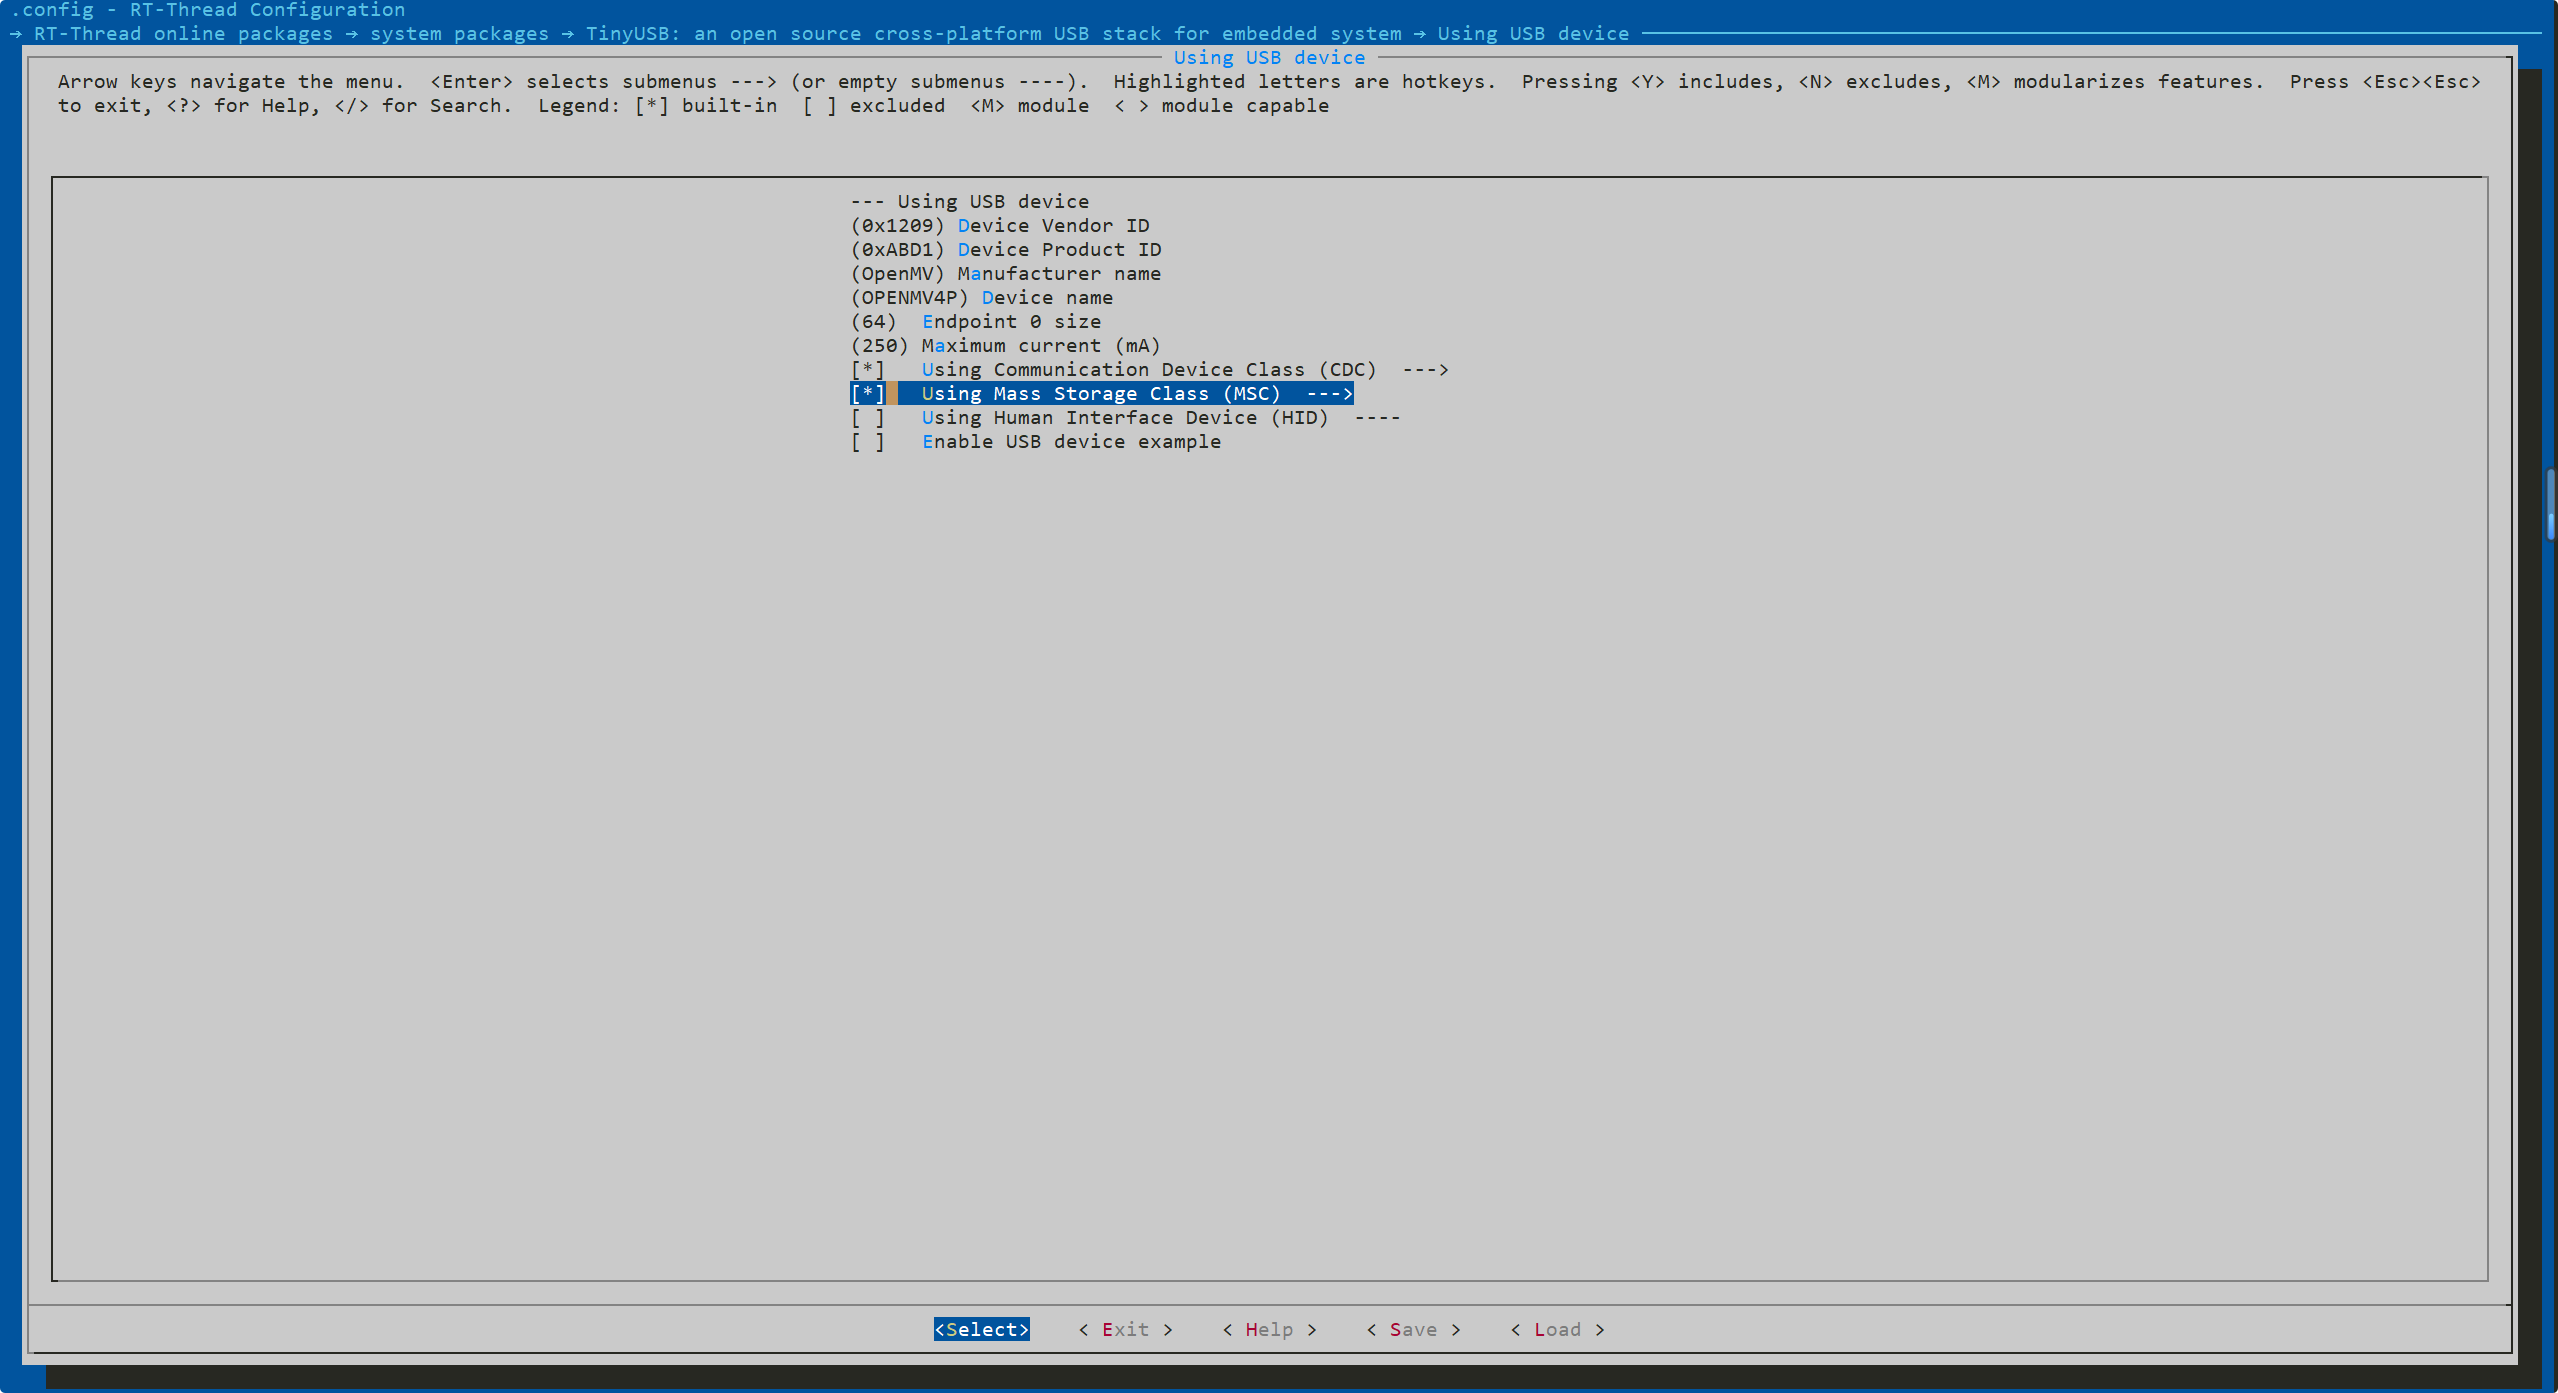 .config - RT-Thread Configuration
→ RT-Thread online packages → system packages → TinyUSB: an open source cross-platform USB stack for embedded system → Using USB device
Using USB device
Arrow keys navigate the menu.  <Enter> selects submenus ---> (or empty submenus ----).  Highlighted letters are hotkeys.  Pressing <Y> includes, <N> excludes, <M> modularizes features.  Press <Esc><Esc>
to exit, <?> for Help, </> for Search.  Legend: [*] built-in  [ ] excluded  <M> module  < > module capable
--- Using USB device
(0x1209) Device Vendor ID
(0xABD1) Device Product ID
(OpenMV) Manufacturer name
(OPENMV4P) Device name
(64)  Endpoint 0 size
(250) Maximum current (mA)
[*]   Using Communication Device Class (CDC)  --->
[*]   Using Mass Storage Class (MSC)  --->
[ ]   Using Human Interface Device (HID)  ----
[ ]   Enable USB device example
<Select>    < Exit >    < Help >    < Save >    < Load >